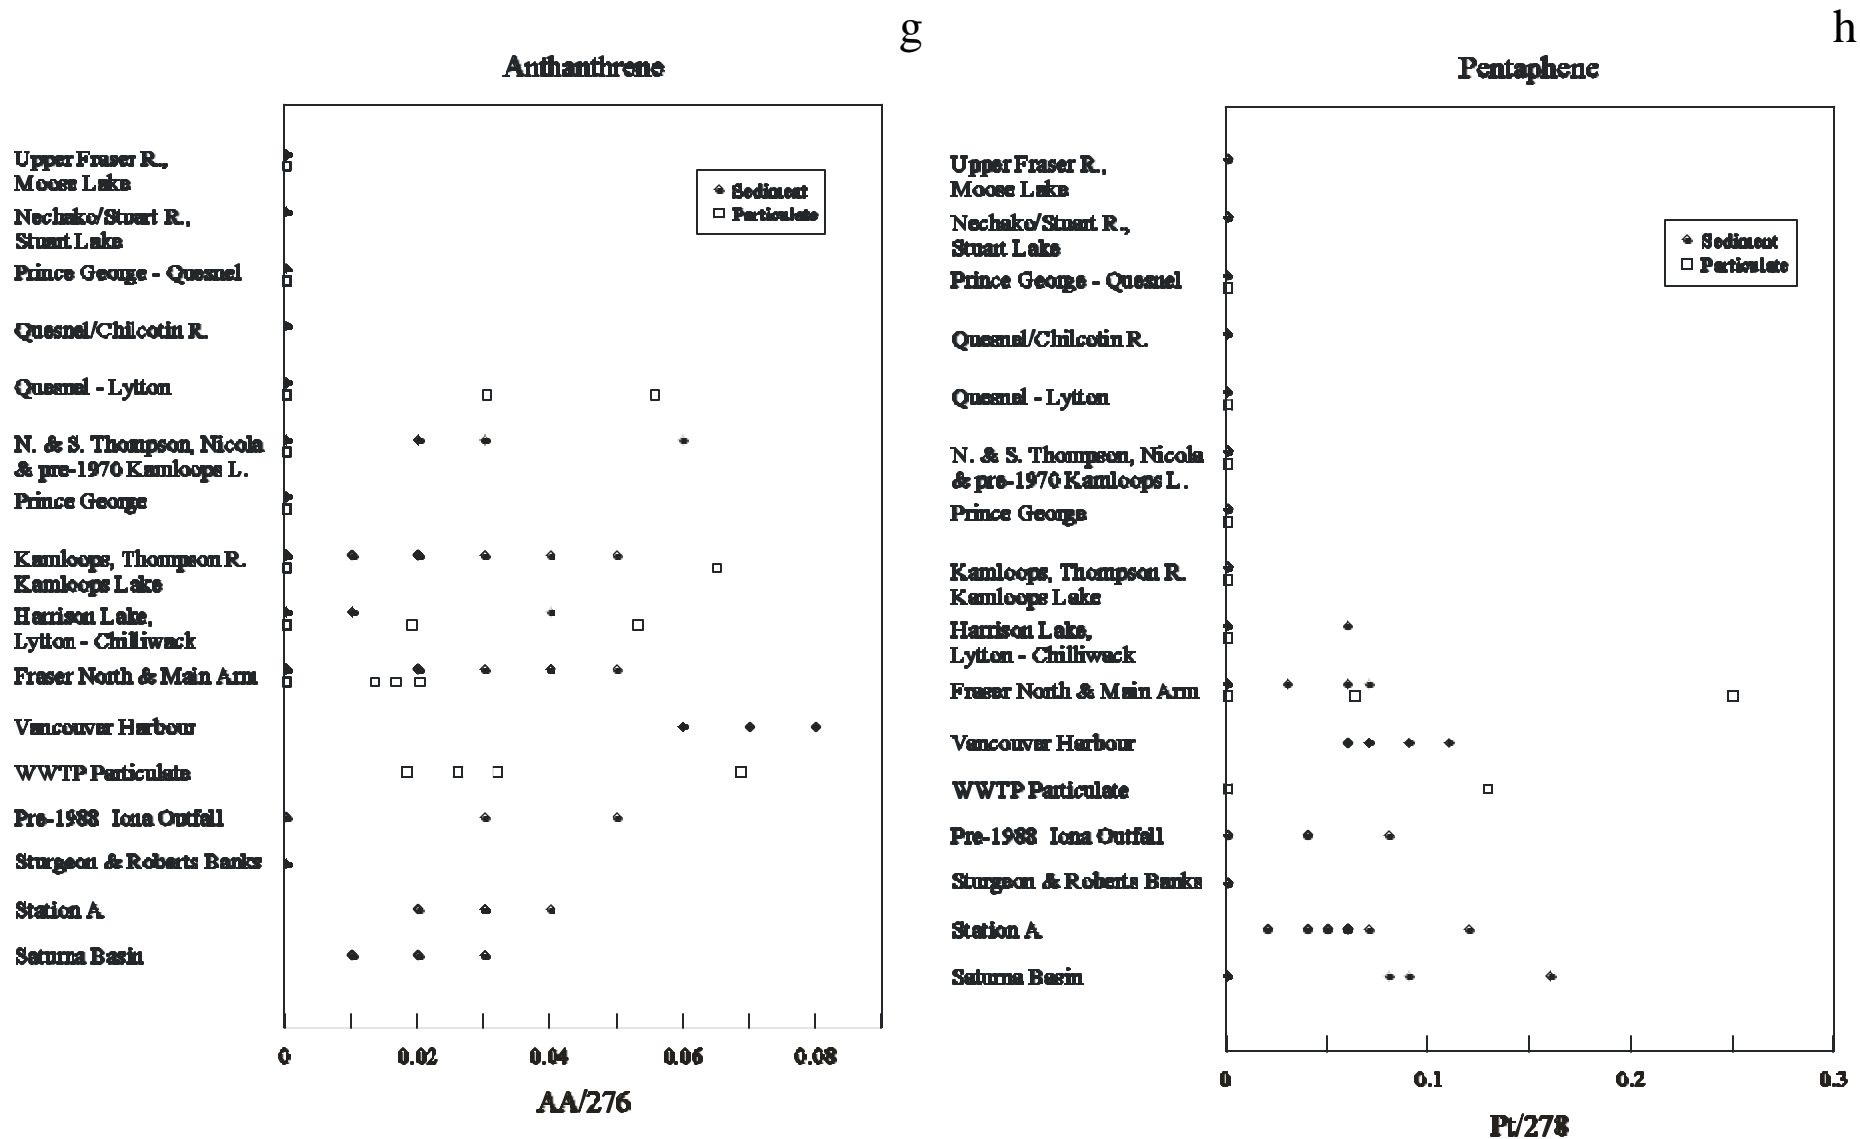 g
Anthanthrene
Upper Fraser R.,
Moose Lake
Nechako/Stuart R.,
Stuart Lake
Prince George - Quesnel
Quesnel/Chilcotin R.
Quesnel - Lytton
N. & S. Thompson, Nicola
& pre-1970 Kamloops L.
Prince George
Kamloops, Thompson R.
Kamloops Lake
Harrison Lake,
Lytton - Chilliwack
Fraser North & Main Arm
Vancouver Harbour
WWTP Particulate
Pre-1988 Iona Outfall
Sturgeon & Roberts Banks
Station A
Saturna Basin
Sediment
Particulate
0 0.02 0.04 0.06 0.08
AA/276
h
Pentaphene
Upper Fraser R.,
Moose Lake
Nechako/Stuart R.,
Stuart Lake
Prince George - Quesnel
Quesnel/Chilcotin R.
Quesnel - Lytton
N. & S. Thompson, Nicola
& pre-1970 Kamloops L.
Prince George
Kamloops, Thompson R.
Kamloops Lake
Harrison Lake,
Lytton - Chilliwack
Fraser North & Main Arm
Vancouver Harbour
WWTP Particulate
Pre-1988 Iona Outfall
Sturgeon & Roberts Banks
Station A
Saturna Basin
Sediment
Particulate
0 0.1 0.2 0.3
Pt/278